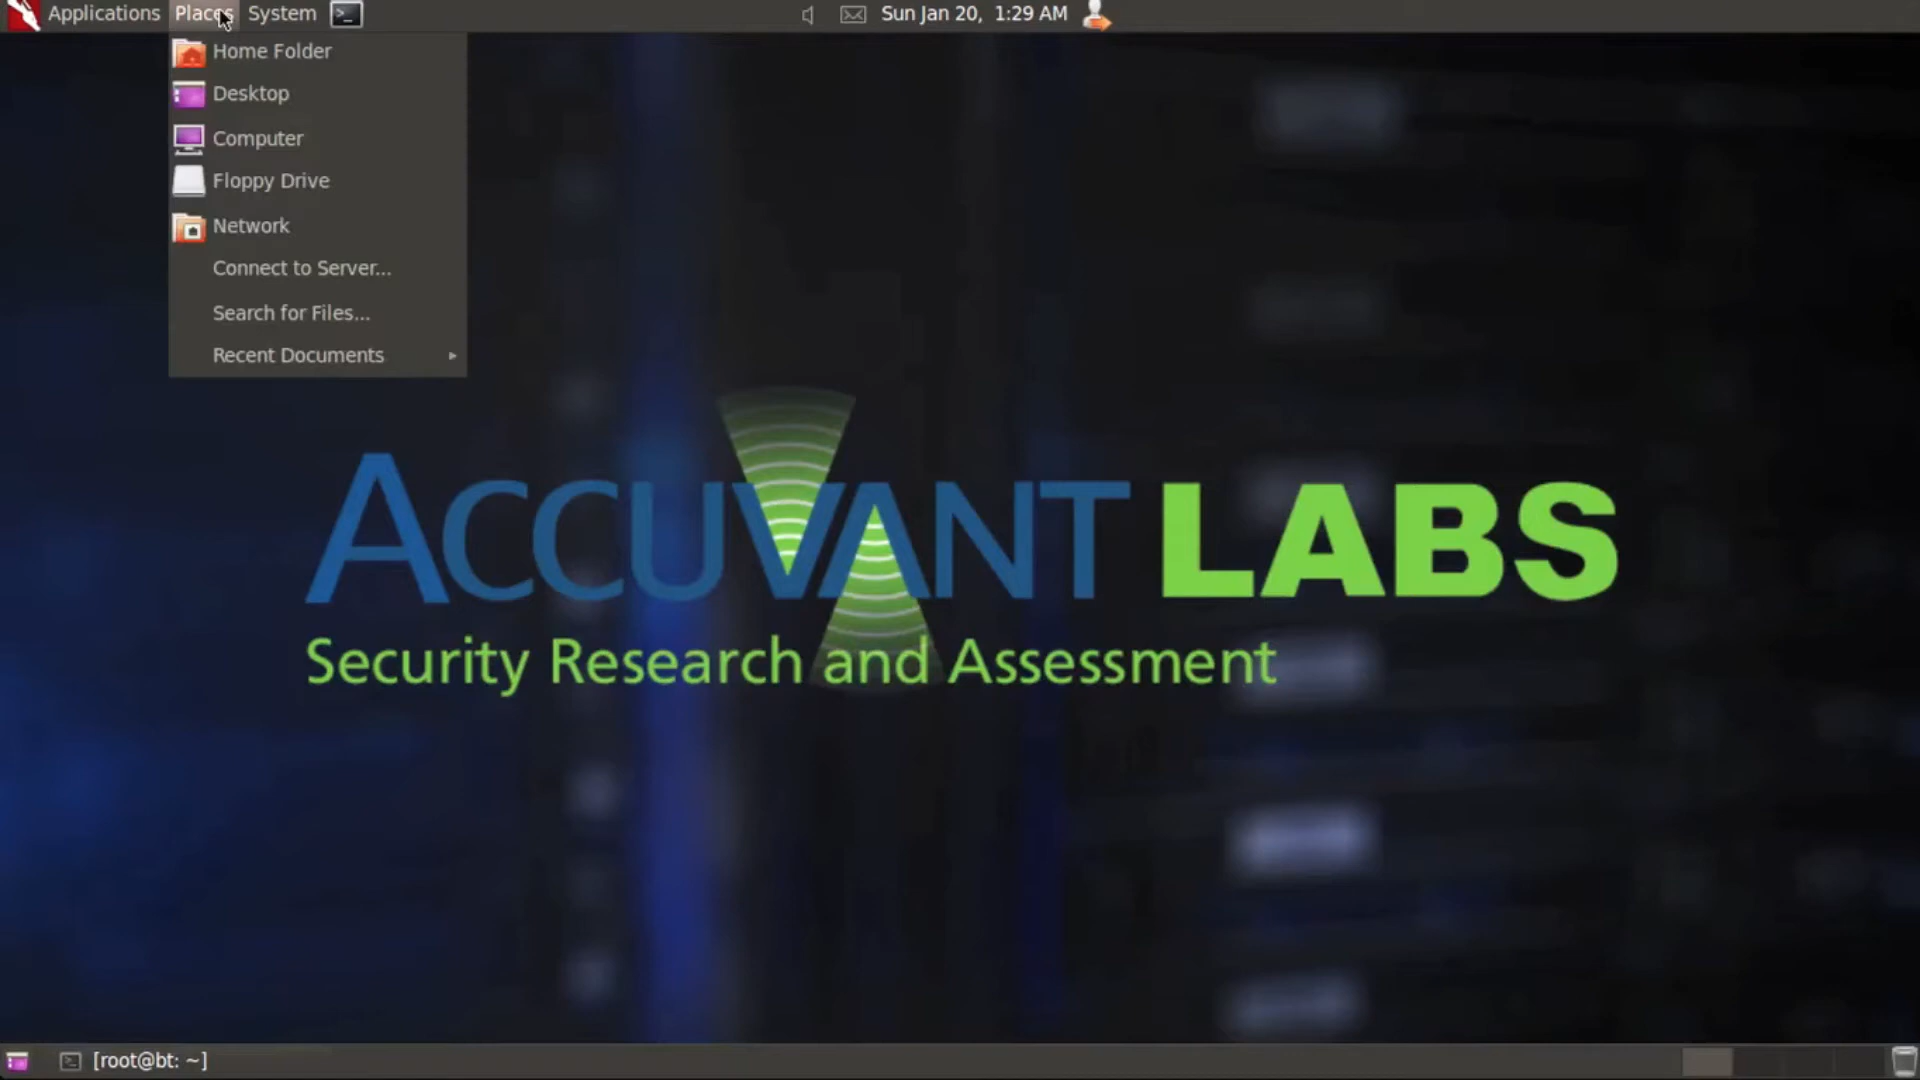 Applications Places System Sun Jan 20, 1:29 AM
Home Folder
Desktop
Computer
Floppy Drive
Network
Connect to Server...
Search for Files...
Recent Documents
ACCUVANT LABS
Security Research and Assessment
[root@bt: ~]